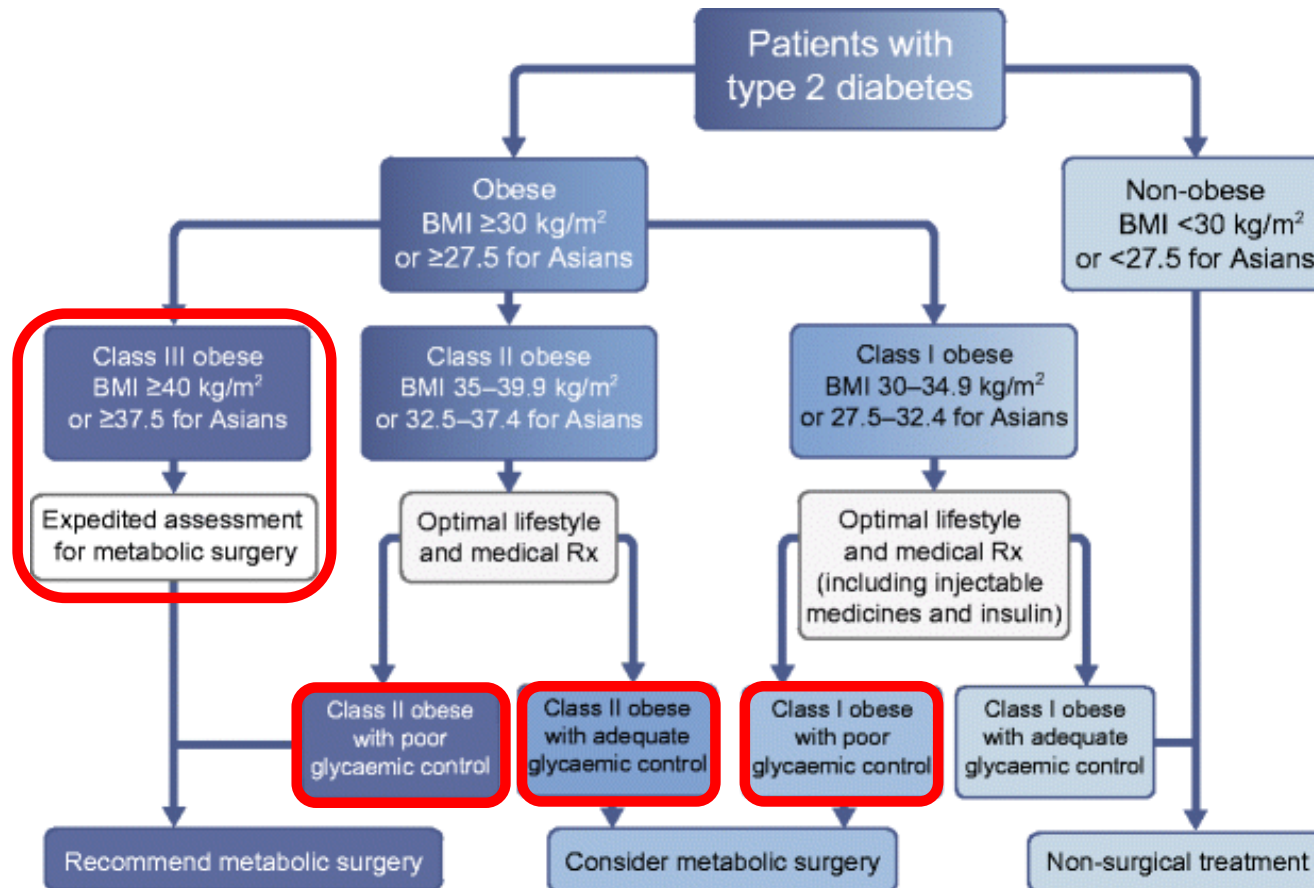 Patients with
type 2 diabetes
Obese
BMI ≥30 kg/m²
or ≥27.5 for Asians
Non-obese
BMI <30 kg/m²
or <27.5 for Asians
Class III obese
BMI ≥40 kg/m²
or ≥37.5 for Asians
Class II obese
BMI 35–39.9 kg/m²
or 32.5–37.4 for Asians
Class I obese
BMI 30–34.9 kg/m²
or 27.5–32.4 for Asians
Expedited assessment
for metabolic surgery
Optimal lifestyle
and medical Rx
Optimal lifestyle
and medical Rx
(including injectable
medicines and insulin)
Class II obese
with poor
glycaemic control
Class II obese
with adequate
glycaemic control
Class I obese
with poor
glycaemic control
Class I obese
with adequate
glycaemic control
Recommend metabolic surgery
Consider metabolic surgery
Non-surgical treatment